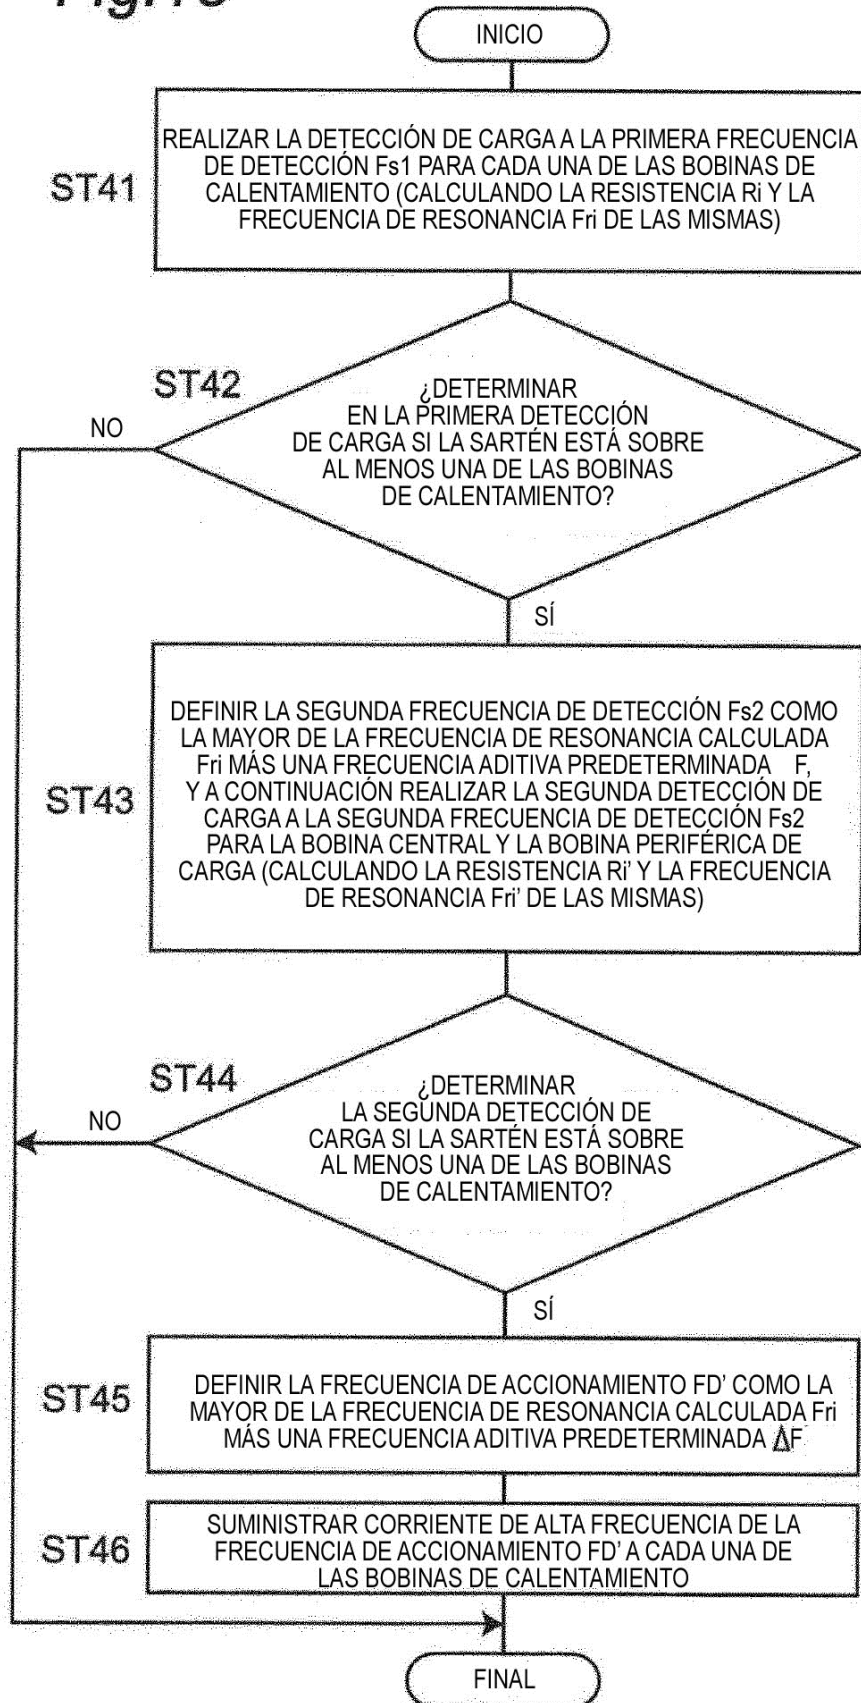 INICIO
ST41
REALIZAR LA DETECCIÓN DE CARGA A LA PRIMERA FRECUENCIA
DE DETECCIÓN Fs1 PARA CADA UNA DE LAS BOBINAS DE
CALENTAMIENTO (CALCULANDO LA RESISTENCIA Ri Y LA
FRECUENCIA DE RESONANCIA Fri DE LAS MISMAS)
ST42
¿DETERMINAR
EN LA PRIMERA DETECCIÓN
DE CARGA SI LA SARTÉN ESTÁ SOBRE
AL MENOS UNA DE LAS BOBINAS
DE CALENTAMIENTO?
NO
SÍ
ST43
DEFINIR LA SEGUNDA FRECUENCIA DE DETECCIÓN Fs2 COMO
LA MAYOR DE LA FRECUENCIA DE RESONANCIA CALCULADA
Fri MÁS UNA FRECUENCIA ADITIVA PREDETERMINADA F,
Y A CONTINUACIÓN REALIZAR LA SEGUNDA DETECCIÓN DE
CARGA A LA SEGUNDA FRECUENCIA DE DETECCIÓN Fs2
PARA LA BOBINA CENTRAL Y LA BOBINA PERIFÉRICA DE
CARGA (CALCULANDO LA RESISTENCIA Ri' Y LA FRECUENCIA
DE RESONANCIA Fri' DE LAS MISMAS)
ST44
¿DETERMINAR
LA SEGUNDA DETECCIÓN DE
CARGA SI LA SARTÉN ESTÁ SOBRE
AL MENOS UNA DE LAS BOBINAS
DE CALENTAMIENTO?
NO
SÍ
ST45
DEFINIR LA FRECUENCIA DE ACCIONAMIENTO FD' COMO LA
MAYOR DE LA FRECUENCIA DE RESONANCIA CALCULADA Fri
MÁS UNA FRECUENCIA ADITIVA PREDETERMINADA ΔF
ST46
SUMINISTRAR CORRIENTE DE ALTA FRECUENCIA DE LA
FRECUENCIA DE ACCIONAMIENTO FD' A CADA UNA DE
LAS BOBINAS DE CALENTAMIENTO
FINAL